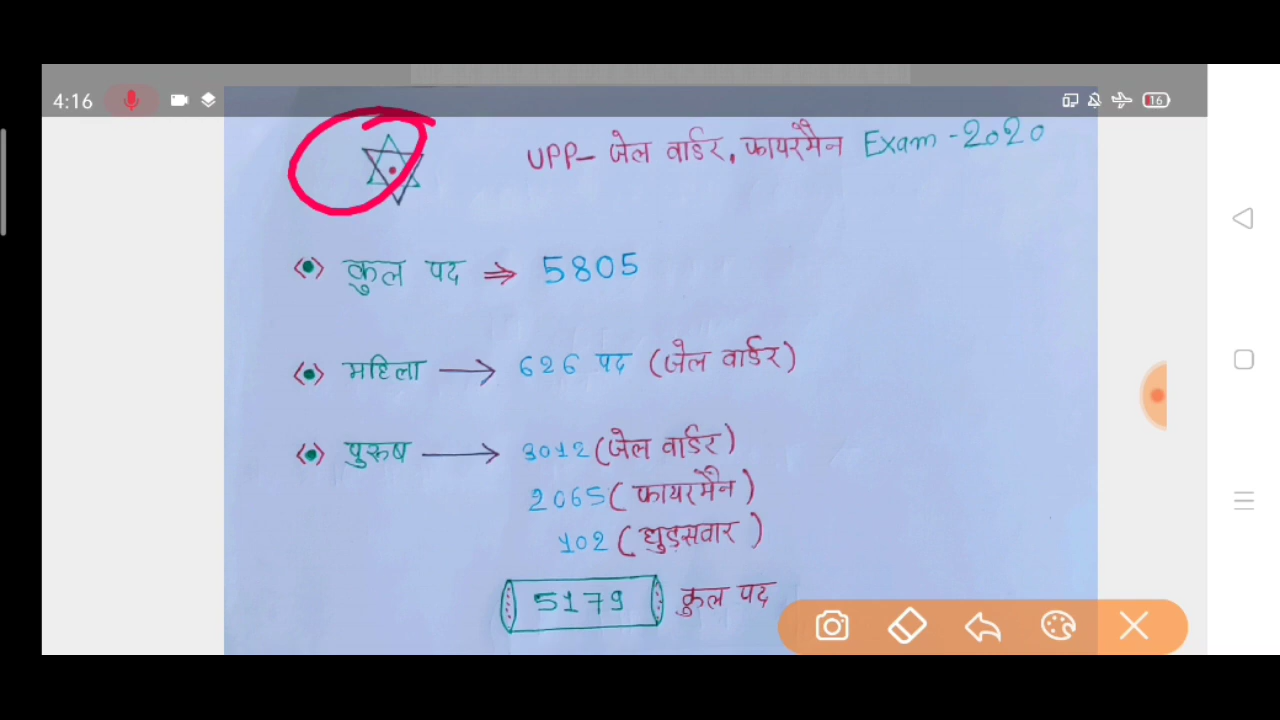 4:16
16
UPP- जेल वार्डर, फायरमैन Exam -2020
कुल पद ⇒ 5805
महिला → 626 पद (जेल वार्डर)
पुरुष → 3012 (जेल वार्डर)
2065 (फायरमैन)
102 (घुड़सवार)
5179 कुल पद